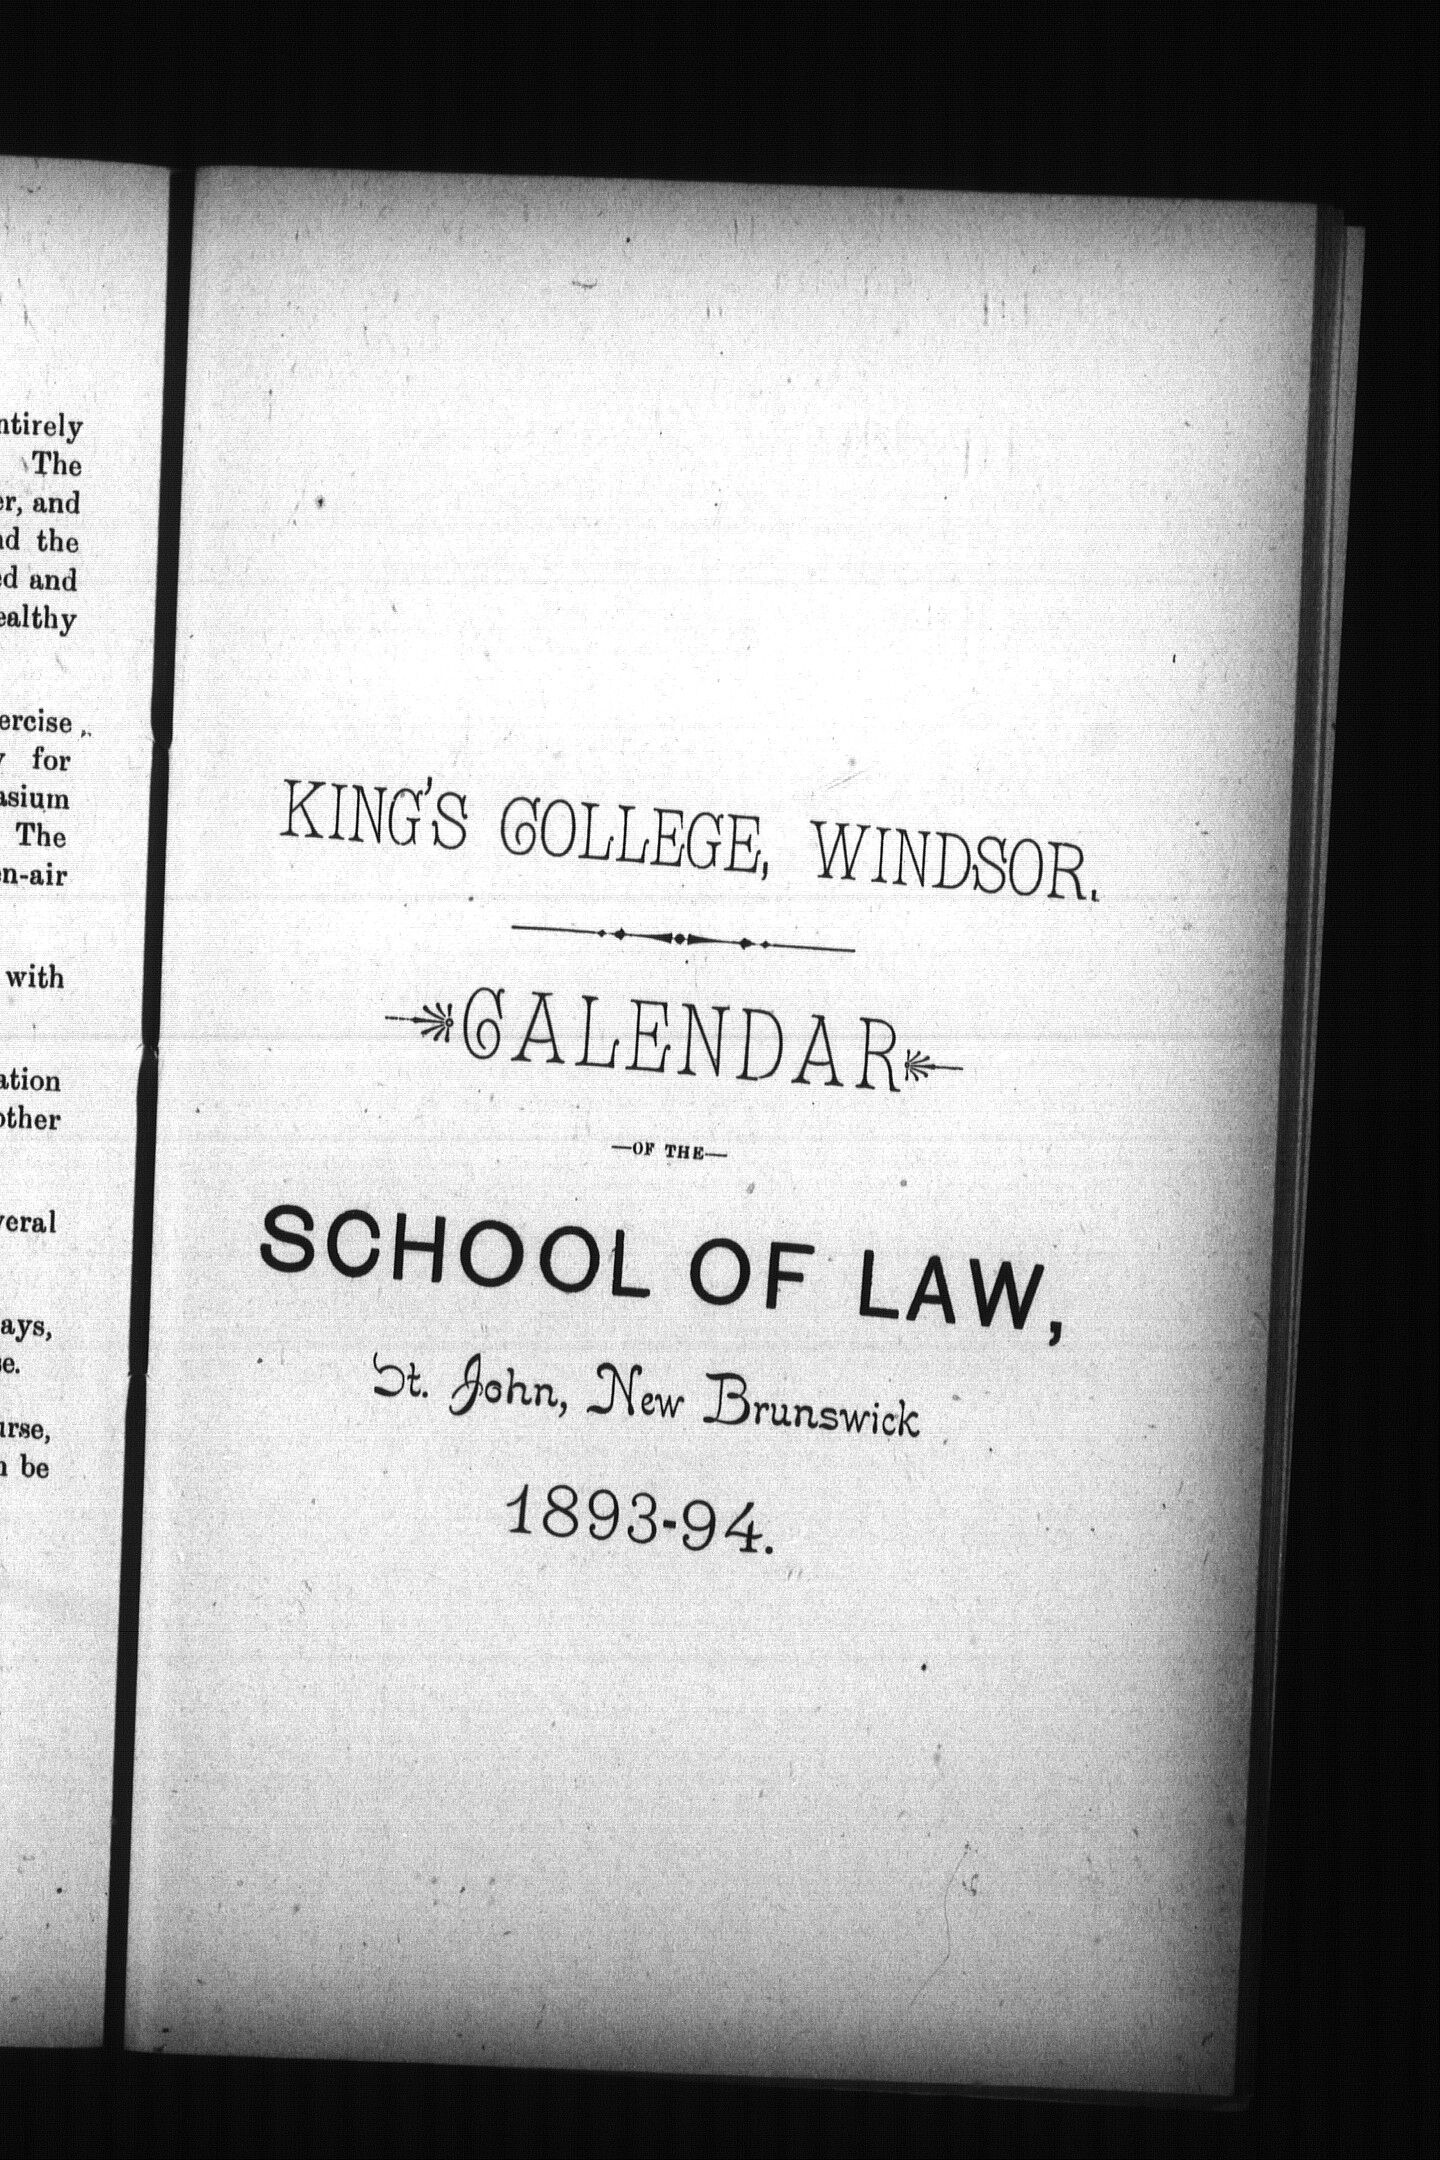 ntirely
The
er, and
nd the
ed and
ealthy
ercise
for
asium
The
n-air
with
ation
other
veral
ays,
se.
urse,
n be
KING'S COLLEGE, WINDSOR.
CALENDAR
—OF THE—
SCHOOL OF LAW,
St. John, New Brunswick
1893-94.